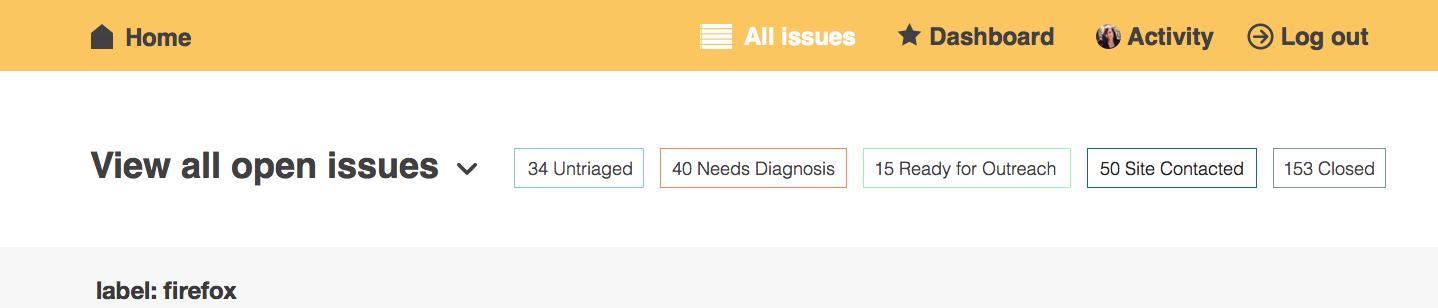 Home All issues Dashboard Activity Log out
View all open issues 34 Untriaged 40 Needs Diagnosis 15 Ready for Outreach 50 Site Contacted 153 Closed
label: firefox